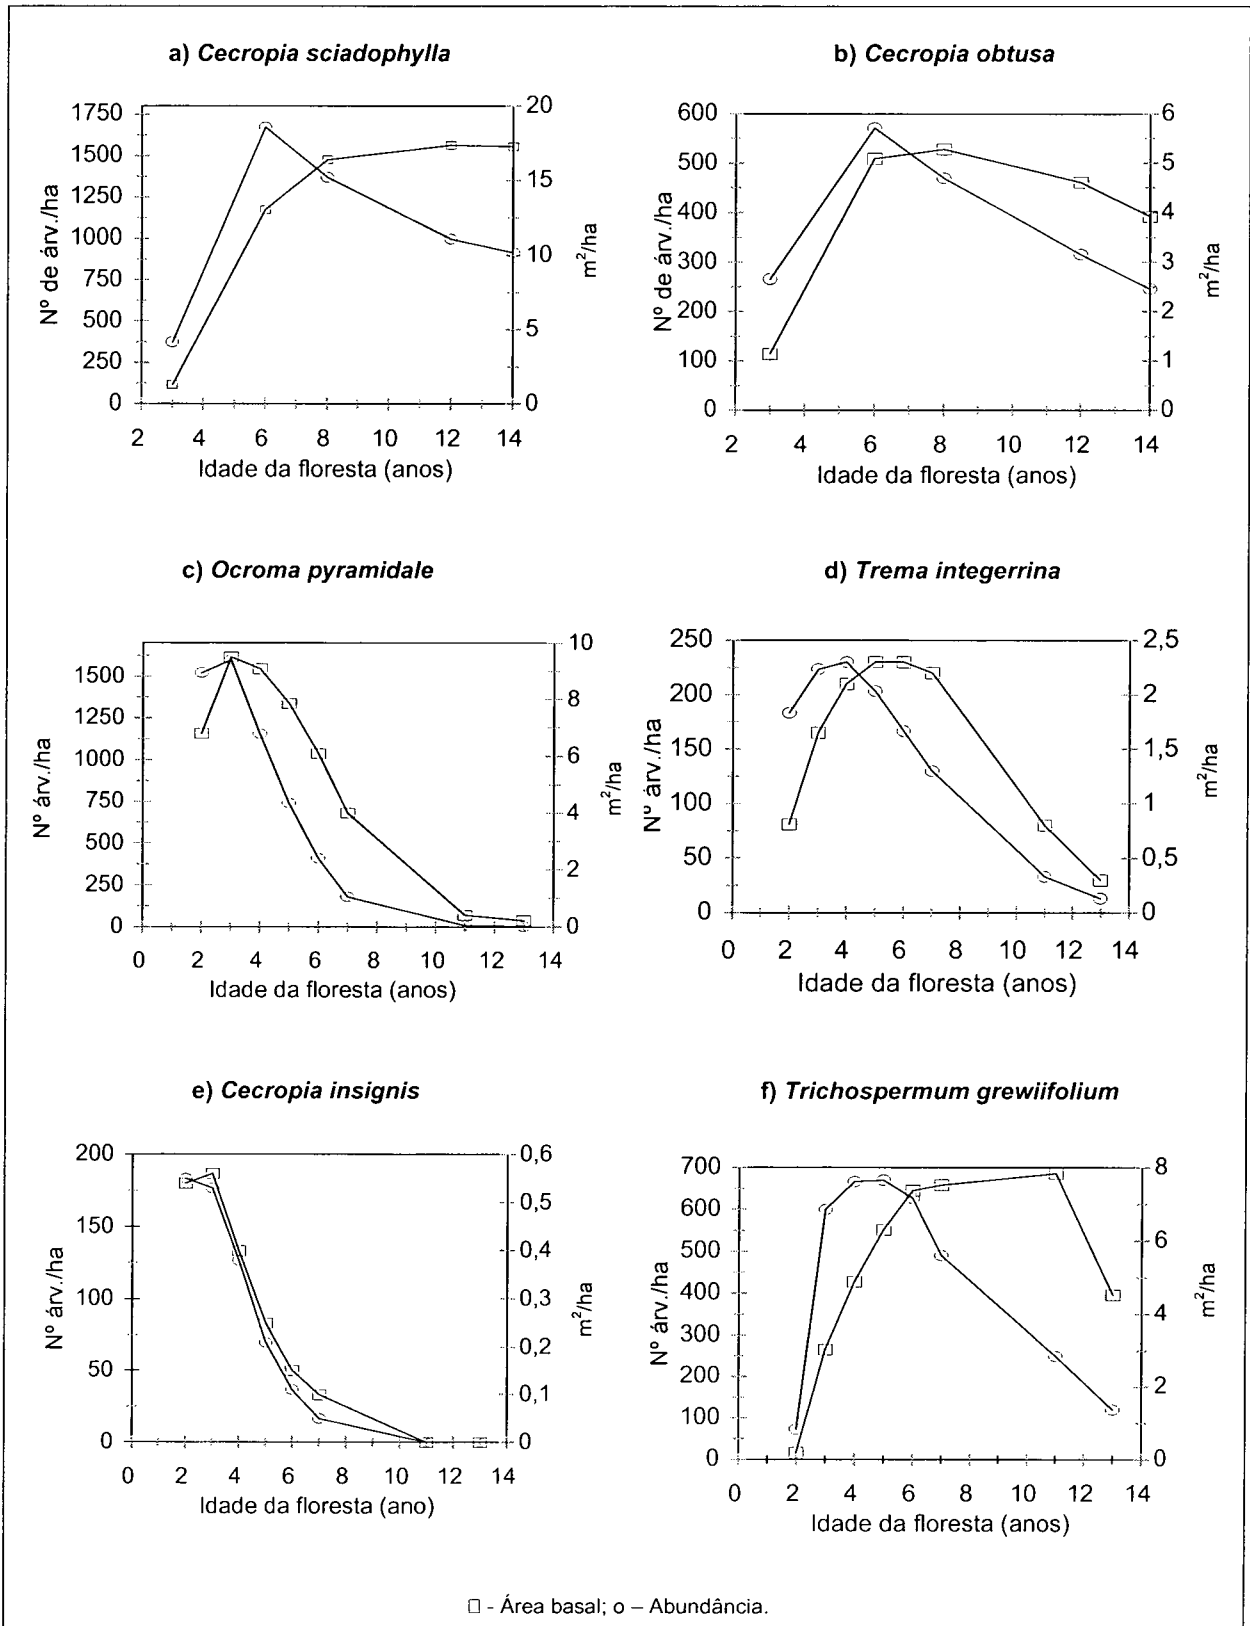 a) Cecropia sciadophylla
1750
1500
1250
1000
750
500
250
0
Nº de árv./ha
20
15
10
5
0
m²/ha
2 4 6 8 10 12 14
Idade da floresta (anos)
b) Cecropia obtusa
600
500
400
300
200
100
0
Nº de árv./ha
6
5
4
3
2
1
0
m²/ha
2 4 6 8 10 12 14
Idade da floresta (anos)
c) Ocroma pyramidale
1500
1250
1000
750
500
250
0
Nº árv./ha
10
8
6
4
2
0
m²/ha
0 2 4 6 8 10 12 14
Idade da floresta (anos)
d) Trema integerrina
250
200
150
100
50
0
Nº árv./ha
2,5
2
1,5
1
0,5
0
m²/ha
0 2 4 6 8 10 12 14
Idade da floresta (anos)
e) Cecropia insignis
200
150
100
50
0
Nº árv./ha
0,6
0,5
0,4
0,3
0,2
0,1
0
m²/ha
0 2 4 6 8 10 12 14
Idade da floresta (ano)
f) Trichospermum grewiifolium
700
600
500
400
300
200
100
0
Nº árv./ha
8
6
4
2
0
m²/ha
0 2 4 6 8 10 12 14
Idade da floresta (anos)
□ - Área basal; o – Abundância.